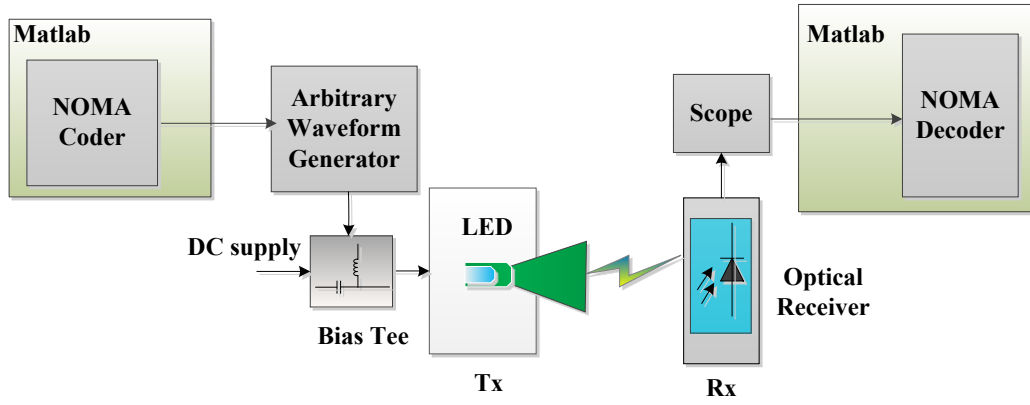 Matlab
NOMA
Coder
Arbitrary
Waveform
Generator
DC supply
Bias Tee
LED
Tx
Scope
Optical
Receiver
Rx
Matlab
NOMA
Decoder